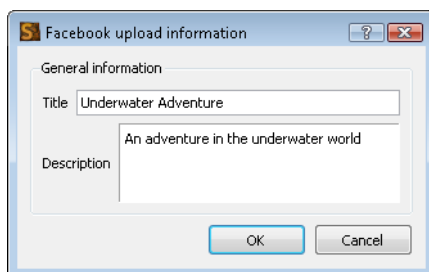 Facebook upload information
General information
Title Underwater Adventure
An adventure in the underwater world
Description
OK Cancel